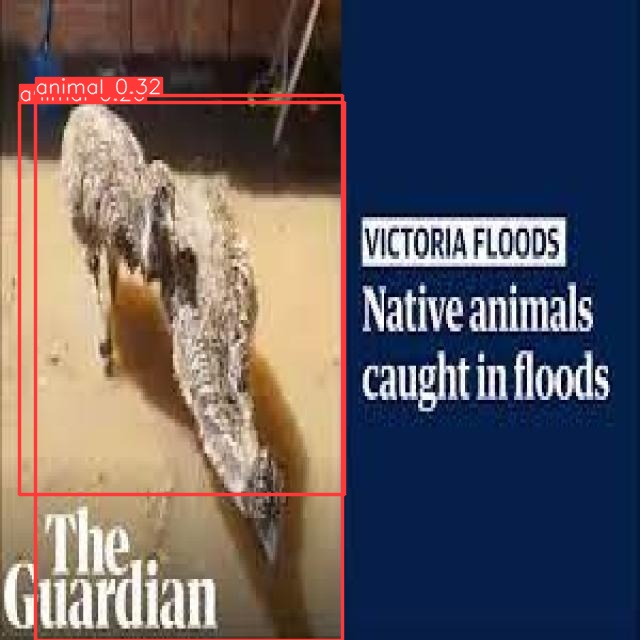 animal 0.32
VICTORIA FLOODS
Native animals
caught in floods
The
Guardian